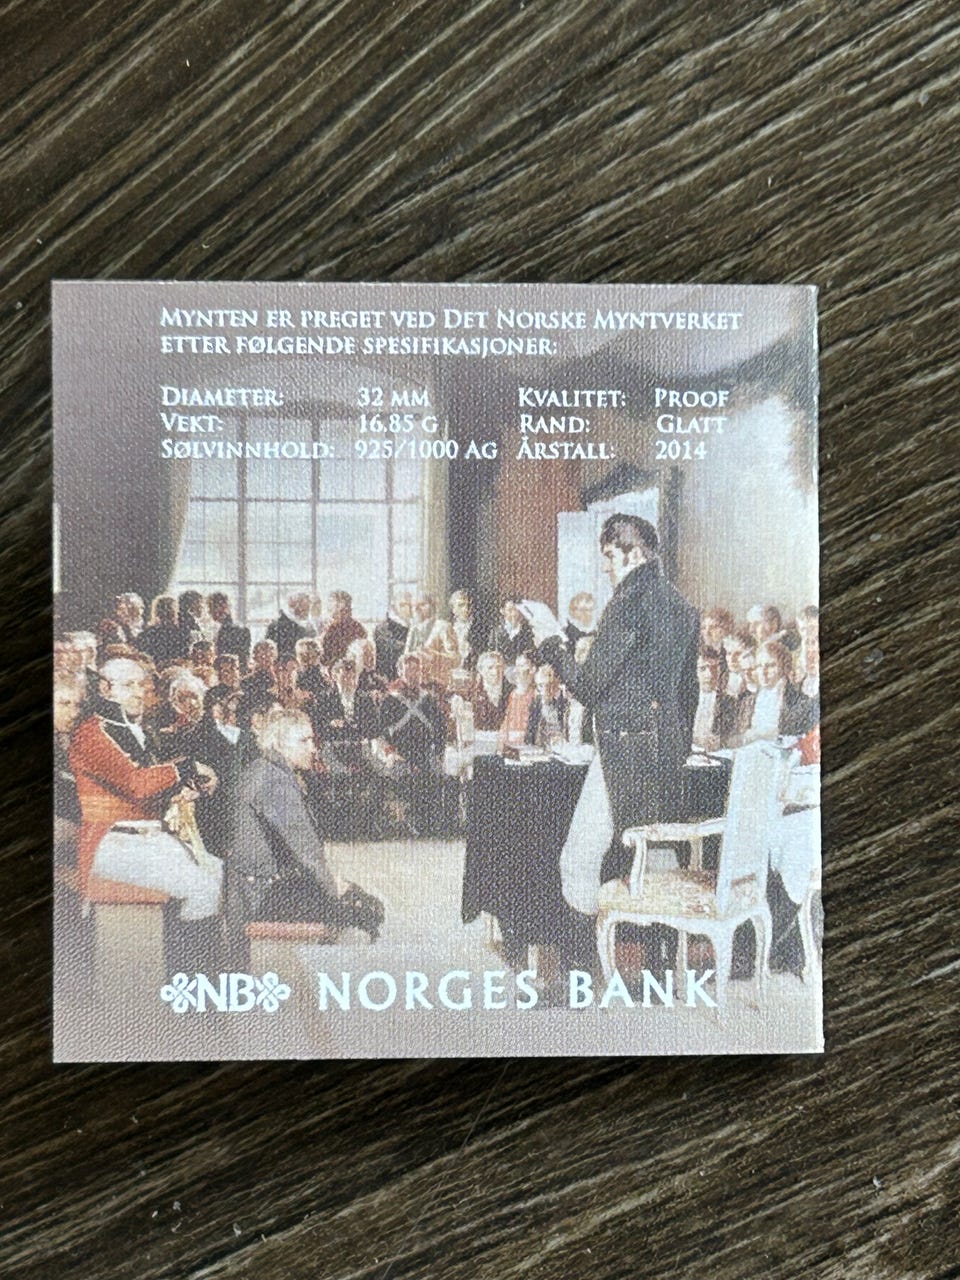 MYNTEN ER PREGET VED DET NORSKE MYNTVERKET
ETTER FØLGENDE SPESIFIKASJONER:
DIAMETER: 32 MM KVALITET: PROOF
VEKT: 16.85 G RAND: GLATT
SØLVINNHOLD: 925/1000 AG ÅRSTALL: 2014
NB NORGES BANK